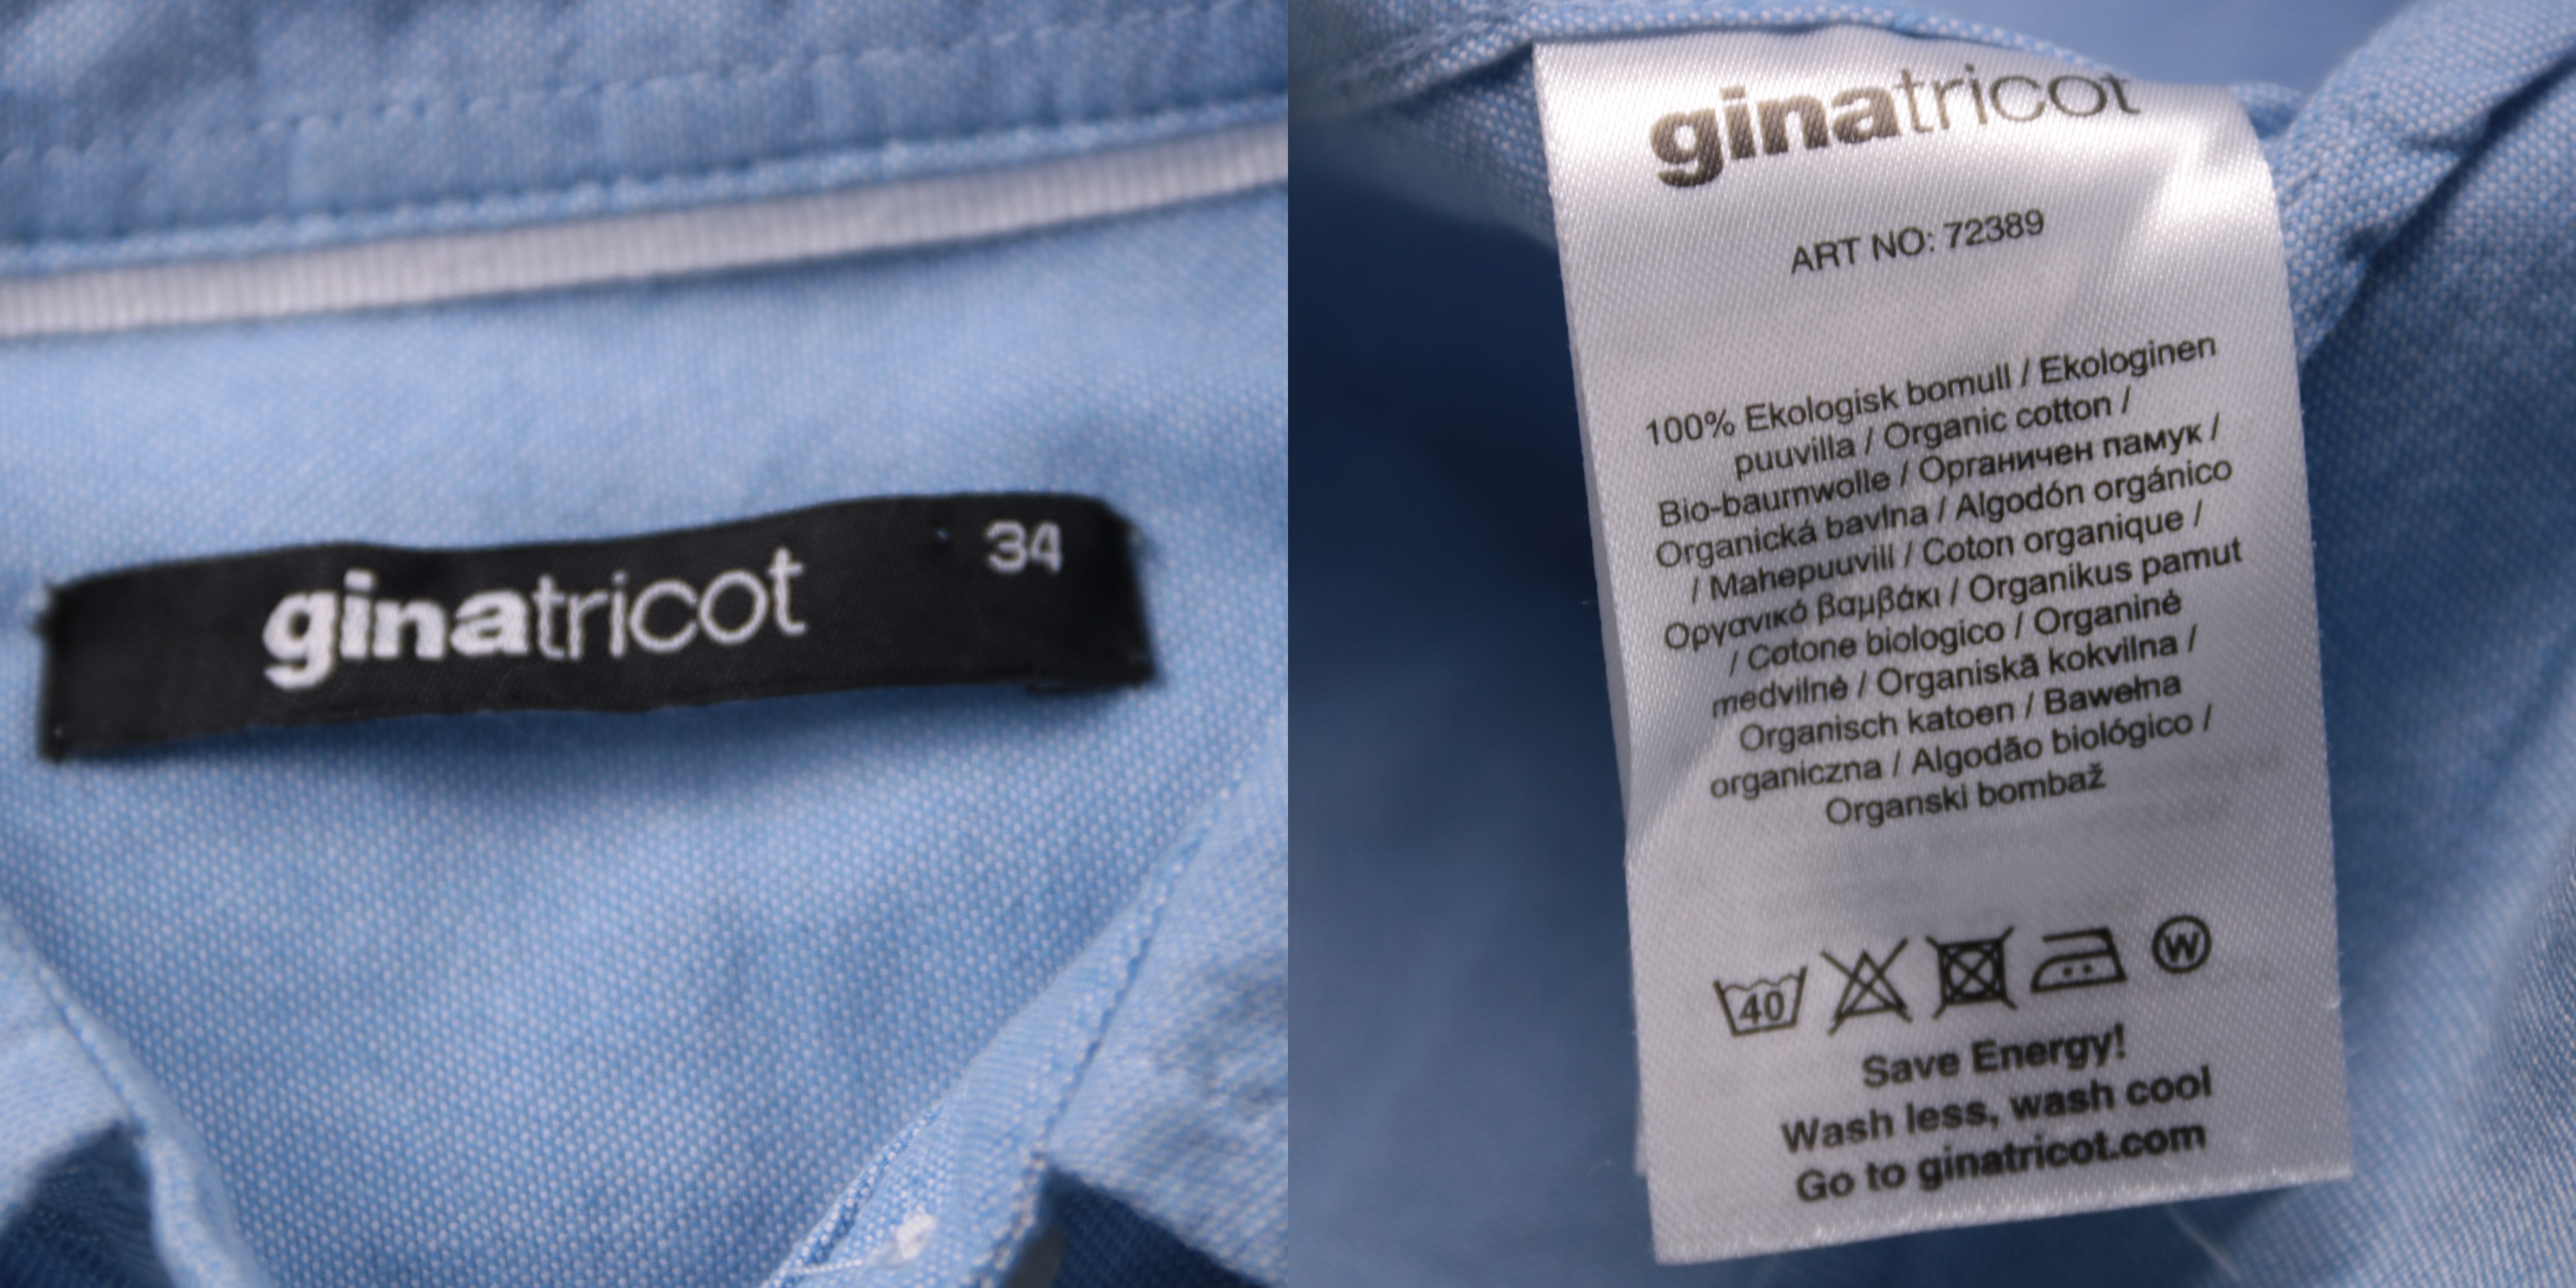 ginatricot 34
ginatricot
ART NO: 72389
100% Ekologisk bomull / Ekologinen
puuvilla / Organic cotton /
Bio-baumwolle / Органичен памук /
Organická bavlna / Algodón orgánico
/ Mahepuuvill / Coton organique /
Οργανικό βαμβάκι / Organikus pamut
/ Cotone biologico / Organinė
medvilnė / Organiskā kokvilna /
Organisch katoen / Bawełna
organiczna / Algodão biológico /
Organski bombaž
40 W
Save Energy!
Wash less, wash cool
Go to ginatricot.com